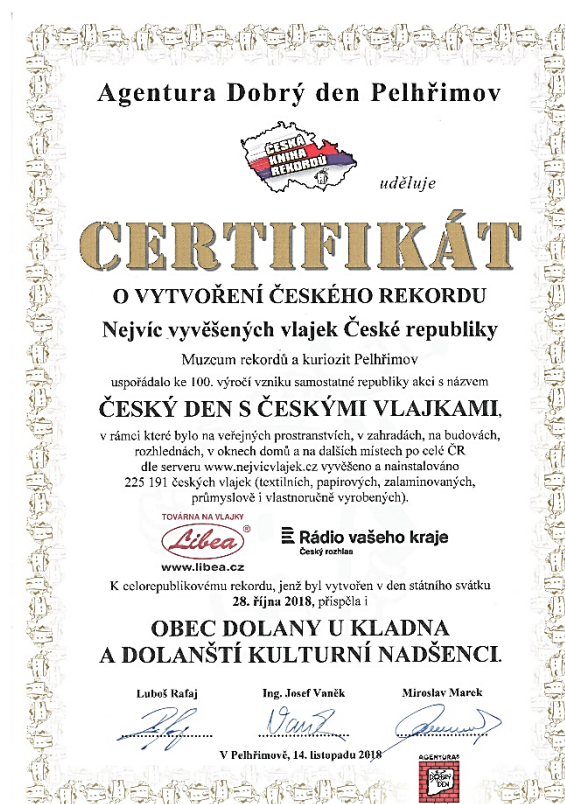 Agentura Dobrý den Pelhřimov
ČESKÁ
KNIHA
REKORDŮ
uděluje
CERTIFIKÁT
O VYTVOŘENÍ ČESKÉHO REKORDU
Nejvíc vyvěšených vlajek České republiky
Muzeum rekordů a kuriozit Pelhřimov
uspořádalo ke 100. výročí vzniku samostatné republiky akci s názvem
ČESKÝ DEN S ČESKÝMI VLAJKAMI,
v rámci které bylo na veřejných prostranstvích, v zahradách, na budovách,
rozhlednách, v oknech domů a na dalších místech po celé ČR
dle serveru www.nejvicvlajek.cz vyvěšeno a nainstalováno
225 191 českých vlajek (textilních, papírových, zalaminovaných,
průmyslově i vlastnoručně vyrobených).
TOVÁRNA NA VLAJKY
Libea®
www.libea.cz
Rádio vašeho kraje
Český rozhlas
K celorepublikovému rekordu, jenž byl vytvořen v den státního svátku
28. října 2018, přispěla i
OBEC DOLANY U KLADNA
A DOLANŠTÍ KULTURNÍ NADŠENCI.
Luboš Rafaj Ing. Josef Vaněk Miroslav Marek
V Pelhřimově, 14. listopadu 2018
AGENTURA
DOBRÝ
DEN